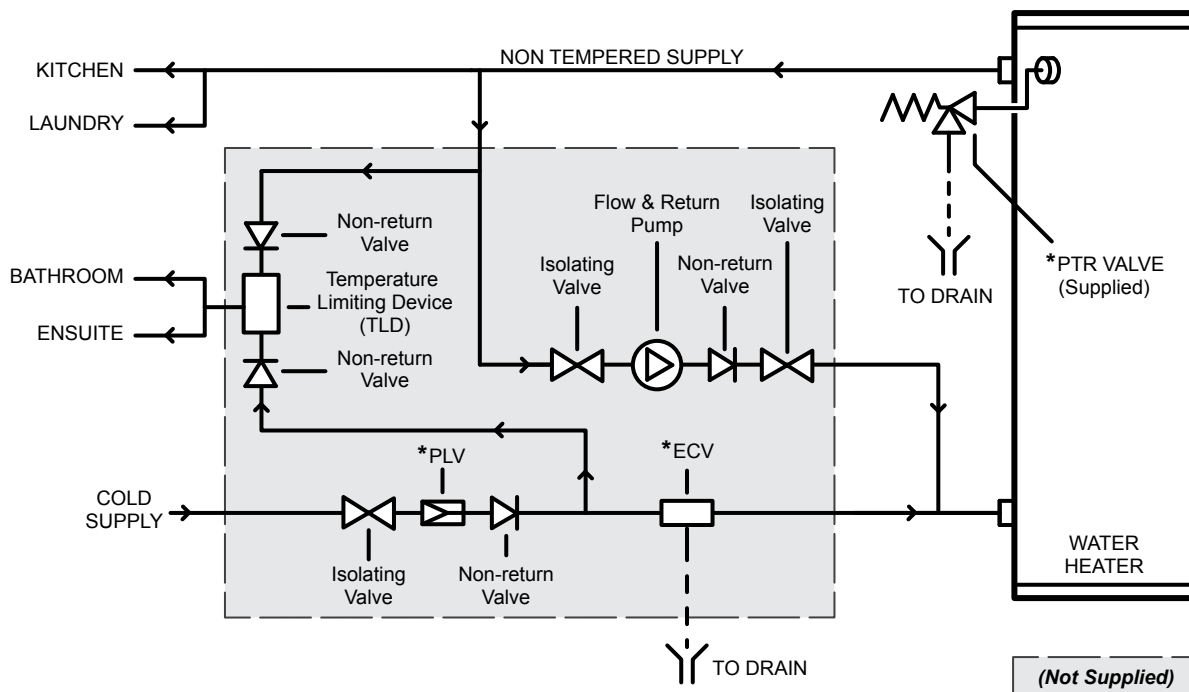 NON TEMPERED SUPPLY
KITCHEN
LAUNDRY
Non-return
Valve
Flow & Return
Pump
Isolating
Valve
Isolating
Valve
Non-return
Valve
*PTR VALVE
(Supplied)
TO DRAIN
BATHROOM
ENSUITE
Temperature
Limiting Device
(TLD)
Non-return
Valve
*PLV
*ECV
COLD
SUPPLY
Isolating
Valve
Non-return
Valve
WATER
HEATER
TO DRAIN
(Not Supplied)